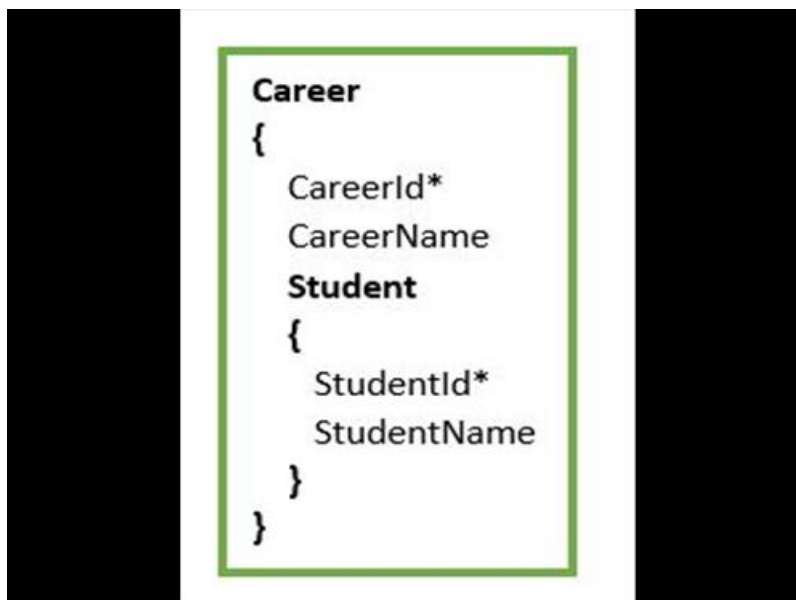 Career
{
CareerId*
CareerName
Student
{
StudentId*
StudentName
}
}